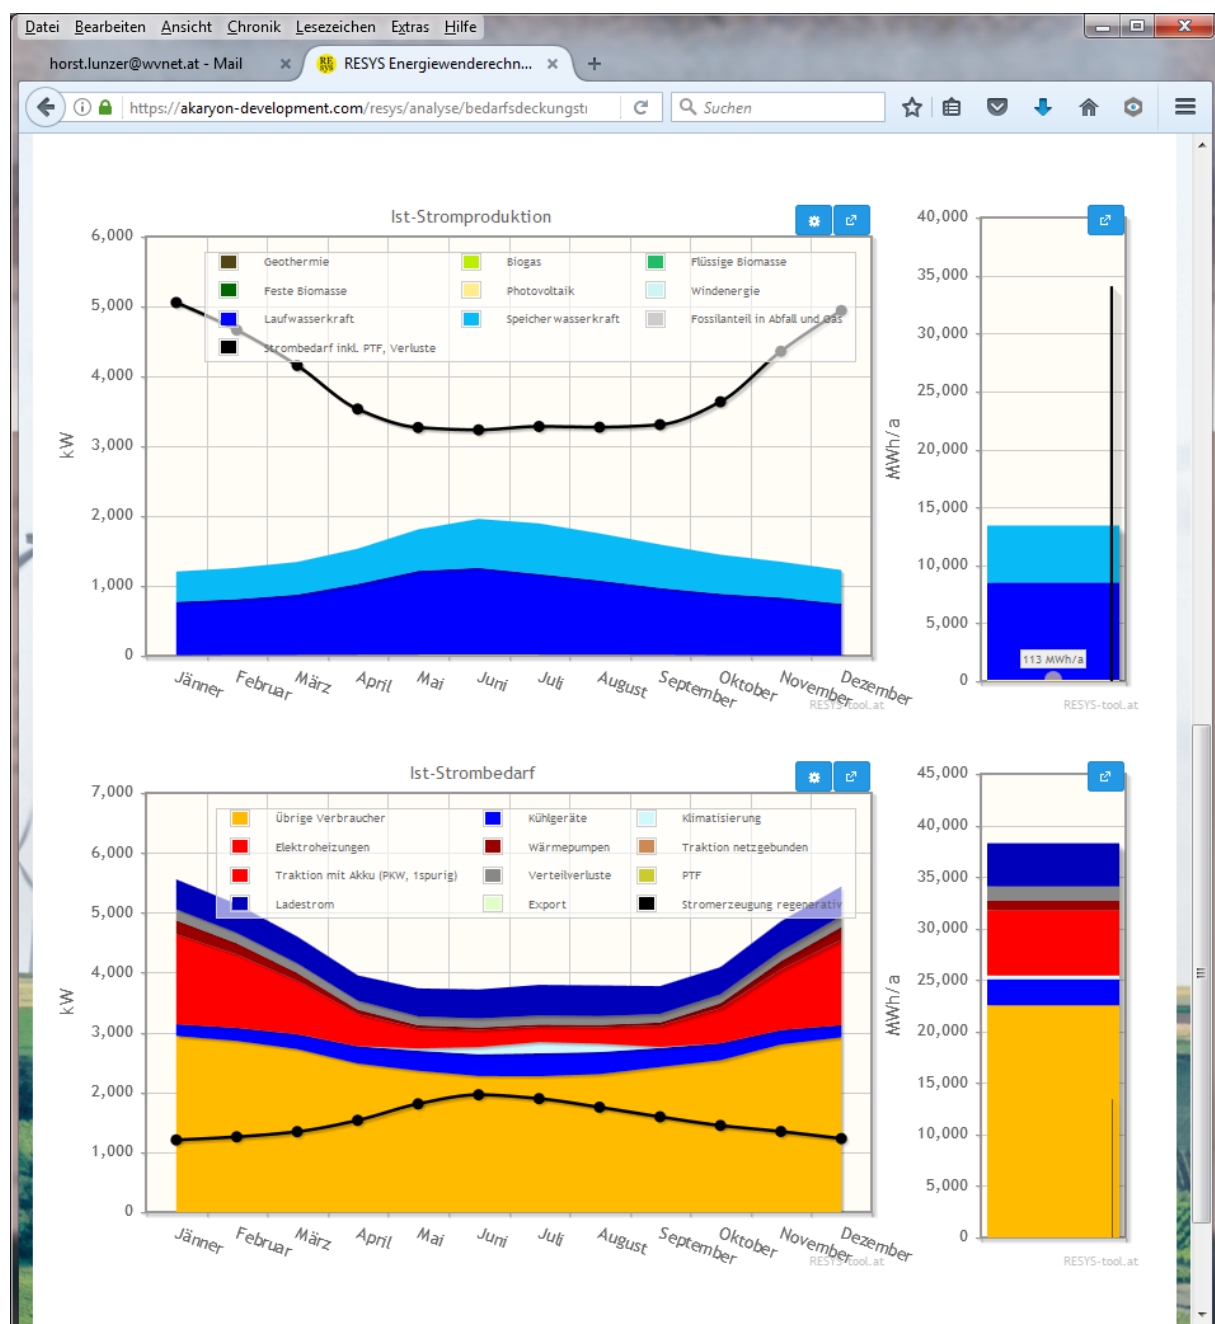 Datei Bearbeiten Ansicht Chronik Lesezeichen Extras Hilfe
horst.lunzer@wvnet.at - Mail × RESYS Energiewenderechn... × +
https://akaryon-development.com/resys/analyse/bedarfsdeckungst Suchen
Ist-Stromproduktion
6,000
5,000
4,000
3,000
2,000
1,000
0
kW
Geothermie Biogas Flüssige Biomasse
Feste Biomasse Photovoltaik Windenergie
Laufwasserkraft Speicherwasserkraft Fossilanteil in Abfall und Gas
Strombedarf inkl. PTF, Verluste
Jänner Februar März April Mai Juni Juli August September Oktober November Dezember
RESYS-tool.at
40,000
35,000
30,000
25,000
20,000
15,000
10,000
5,000
0
MWh/a
113 MWh/a
RESYS-tool.at
Ist-Strombedarf
7,000
6,000
5,000
4,000
3,000
2,000
1,000
0
kW
Übrige Verbraucher Kühlgeräte Klimatisierung
Elektroheizungen Wärmepumpen Traktion netzgebunden
Traktion mit Akku (PKW, 1spurig) Verteilverluste PTF
Ladestrom Export Stromerzeugung regenerativ
Jänner Februar März April Mai Juni Juli August September Oktober November Dezember
RESYS-tool.at
45,000
40,000
35,000
30,000
25,000
20,000
15,000
10,000
5,000
0
MWh/a
RESYS-tool.at